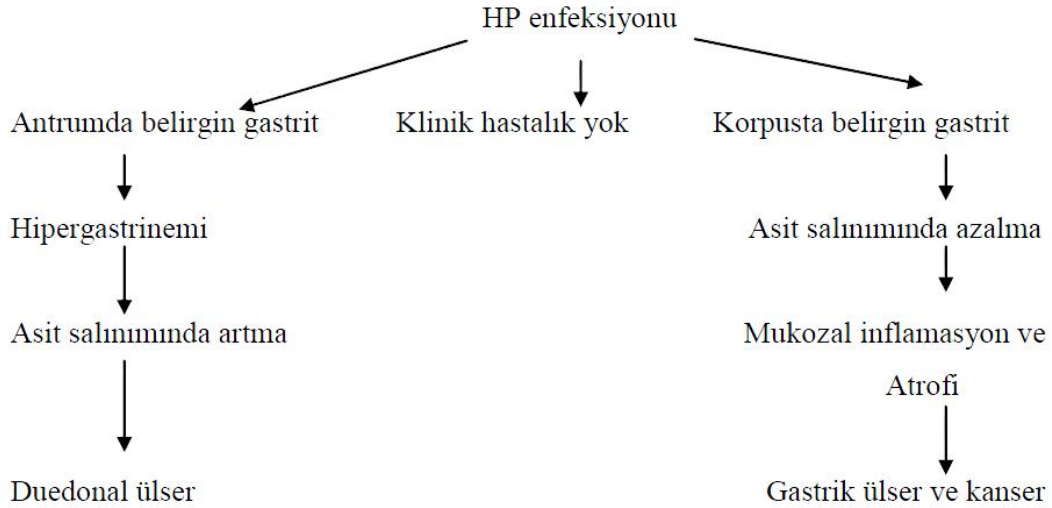 HP enfeksiyonu
Antrumda belirgin gastrit
Klinik hastalık yok
Korpusta belirgin gastrit
Hipergastrinemi
Asit salınımında azalma
Asit salınımında artma
Mukozal inflamasyon ve
Atrofi
Duedonal ülser
Gastrik ülser ve kanser